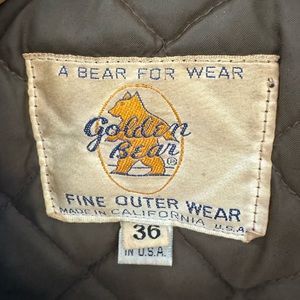 A BEAR FOR WEAR
Golden
Bear
®
FINE OUTER WEAR
MADE IN CALIFORNIA U.S.A.
36
IN U.S.A.